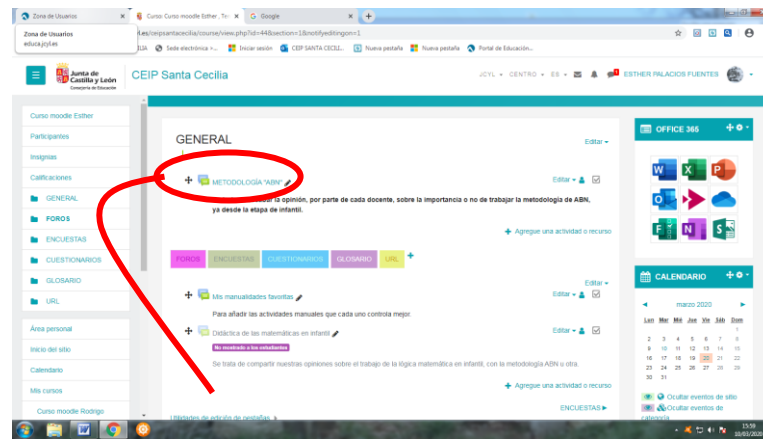 Zona de Usuarios
Curso: Curso moodle Esther , Te
Google
Zona de Usuarios
educa.jcyl.es
l.es/ceipsantacecilia/course/view.php?id=44&section=1&notifyeditingon=1
Sede electrónica
Iniciar sesión
CEIP SANTA CECILI...
Nueva pestaña
Nueva pestaña
Portal de Educación...
Junta de
Castilla y León
Consejería de Educación
CEIP Santa Cecilia
JCYL
CENTRO
ES
ESTHER PALACIOS FUENTES
Curso moodle Esther
Participantes
Insignias
Calificaciones
GENERAL
FOROS
ENCUESTAS
CUESTIONARIOS
GLOSARIO
URL
Área personal
Inicio del sitio
Calendario
Mis cursos
Curso moodle Rodrigo
GENERAL
Editar
METODOLOGÍA "ABN"
Editar
la opinión, por parte de cada docente, sobre la importancia o no de trabajar la metodología de ABN,
ya desde la etapa de infantil.
+ Agregue una actividad o recurso
FOROS ENCUESTAS CUESTIONARIOS GLOSARIO URL +
Editar
Mis manualidades favoritas
Editar
Para añadir las actividades manuales que cada uno controla mejor.
Didáctica de las matemáticas en infantil
Editar
No mostrado a los estudiantes
Se trata de compartir nuestras opiniones sobre el trabajo de la lógica matemática en infantil, con la metodología ABN u otra.
+ Agregue una actividad o recurso
ENCUESTAS
Utilidades de edición de pestañas
OFFICE 365
W X P
O
F N S
CALENDARIO
marzo 2020
Lun Mar Mié Jue Vie Sáb Dom
1
2 3 4 5 6 7 8
9 10 11 12 13 14 15
16 17 18 19 20 21 22
23 24 25 26 27 28 29
30 31
Ocultar eventos de sitio
Ocultar eventos de
categoría
15:59